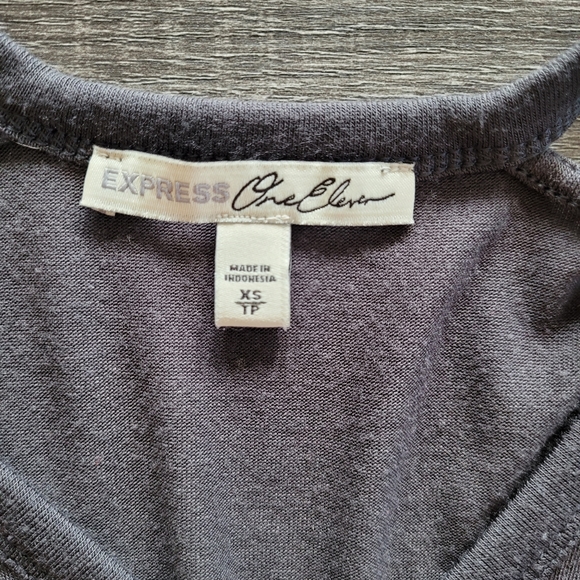 EXPRESS One Eleven
MADE IN
INDONESIA
XS
TP